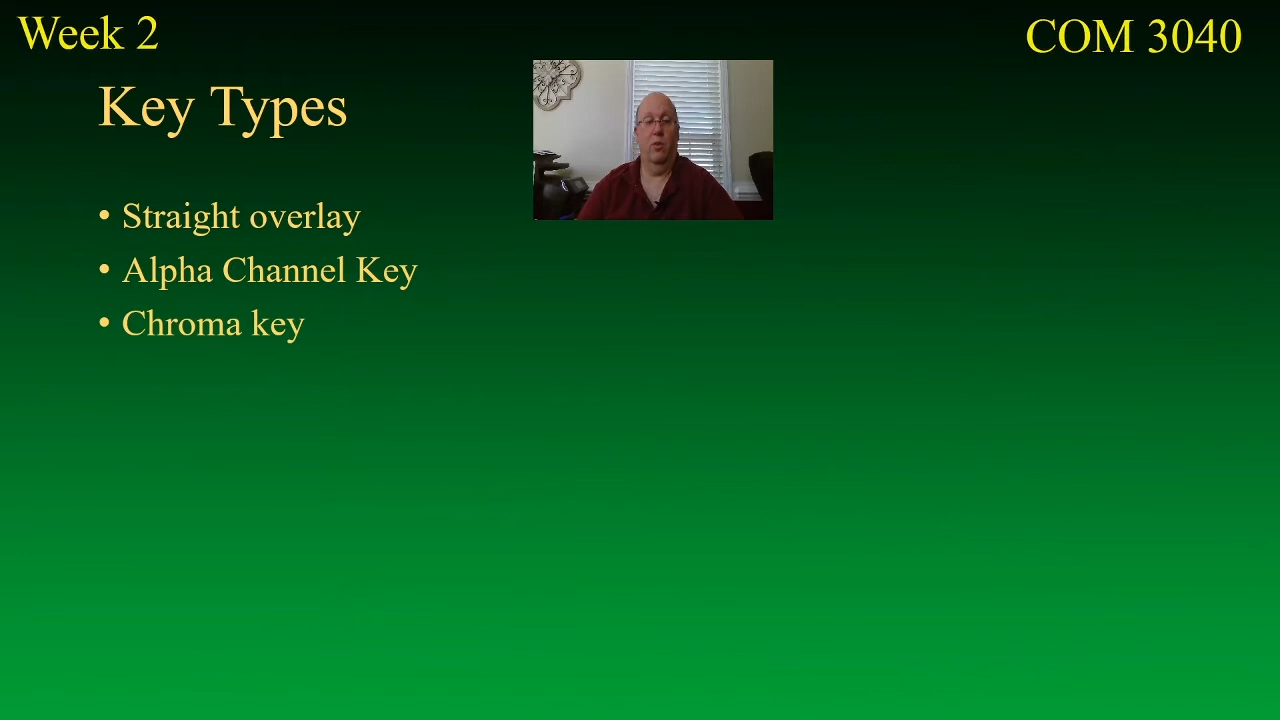 Week 2
COM 3040
Key Types
• Straight overlay
• Alpha Channel Key
• Chroma key